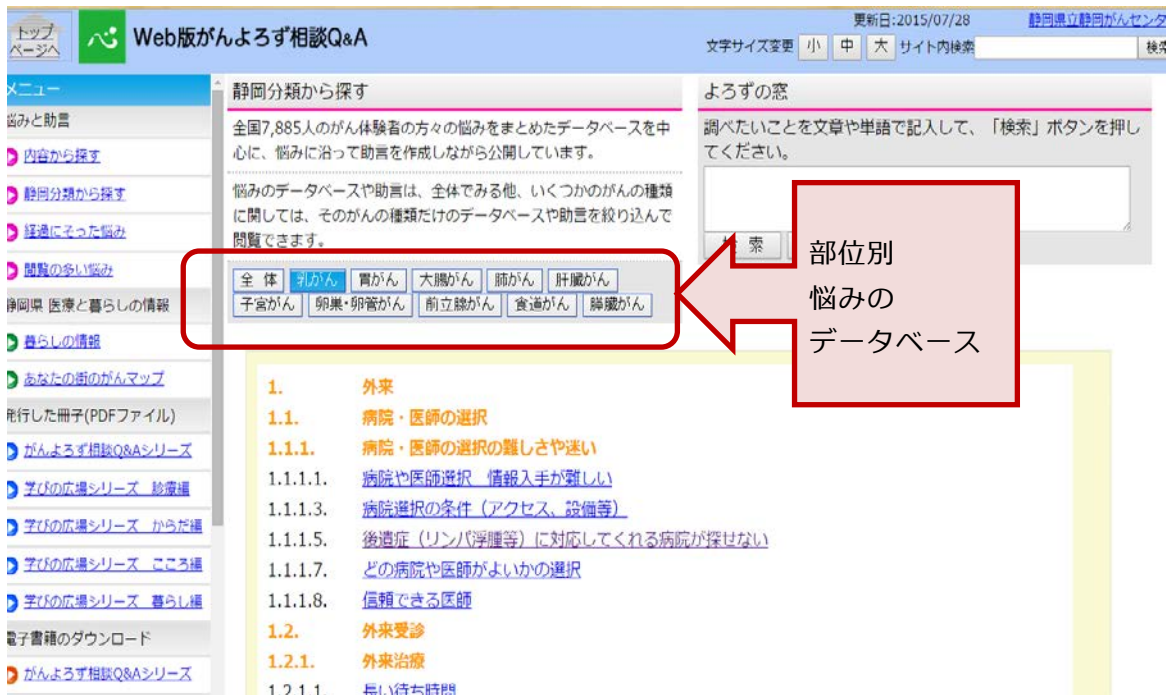 トップ
ページへ
Web版がんよろず相談Q&A
更新日:2015/07/28
静岡県立静岡がんセンタ
文字サイズ変更 小 中 大 サイト内検索
検索
メニュー
悩みと助言
内容から探す
静岡分類から探す
経過にそった悩み
閲覧の多い悩み
静岡県 医療と暮らしの情報
暮らしの情報
あなたの街のがんマップ
発行した冊子(PDFファイル)
がんよろず相談Q&Aシリーズ
学びの広場シリーズ 診療編
学びの広場シリーズ からだ編
学びの広場シリーズ こころ編
学びの広場シリーズ 暮らし編
電子書籍のダウンロード
がんよろず相談Q&Aシリーズ
静岡分類から探す
全国7,885人のがん体験者の方々の悩みをまとめたデータベースを中
心に、悩みに沿って助言を作成しながら公開しています。
悩みのデータベースや助言は、全体でみる他、いくつかのがんの種類
に関しては、そのがんの種類だけのデータベースや助言を絞り込んで
閲覧できます。
全 体 乳がん 胃がん 大腸がん 肺がん 肝臓がん
子宮がん 卵巣・卵管がん 前立腺がん 食道がん 膵臓がん
よろずの窓
調べたいことを文章や単語で記入して、「検索」ボタンを押し
てください。
検 索
部位別
悩みの
データベース
1. 外来
1.1. 病院・医師の選択
1.1.1. 病院・医師の選択の難しさや迷い
1.1.1.1. 病院や医師選択 情報入手が難しい
1.1.1.3. 病院選択の条件（アクセス、設備等）
1.1.1.5. 後遺症（リンパ浮腫等）に対応してくれる病院が探せない
1.1.1.7. どの病院や医師がよいかの選択
1.1.1.8. 信頼できる医師
1.2. 外来受診
1.2.1. 外来治療
1.2.1.1. 長い待ち時間